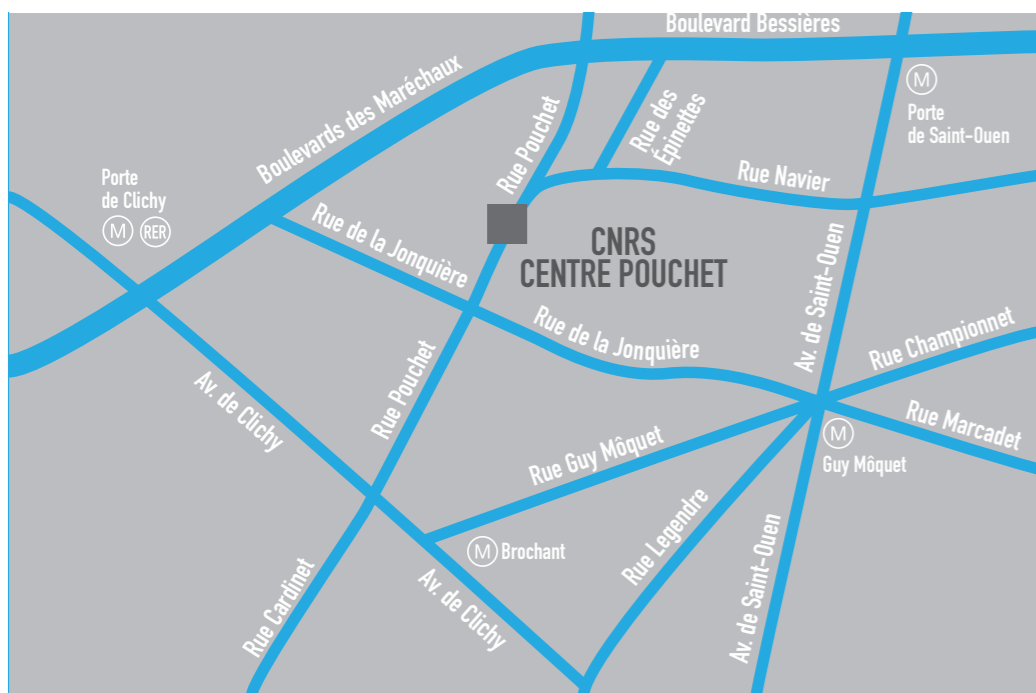 Boulevard Bessières
Boulevards des Maréchaux
M
Porte
de Saint-Ouen
Rue Pouchet
Rue des
Épinettes
Porte
de Clichy
M RER
Rue Navier
Rue de la Jonquière
CNRS
CENTRE POUCHET
Av. de Saint-Ouen
Rue de la Jonquière
Rue Championnet
Rue Pouchet
Av. de Clichy
Rue Marcadet
M
Guy Môquet
Rue Guy Môquet
Rue Legendre
M Brochant
Rue Cardinet
Av. de Clichy
Av. de Saint-Ouen